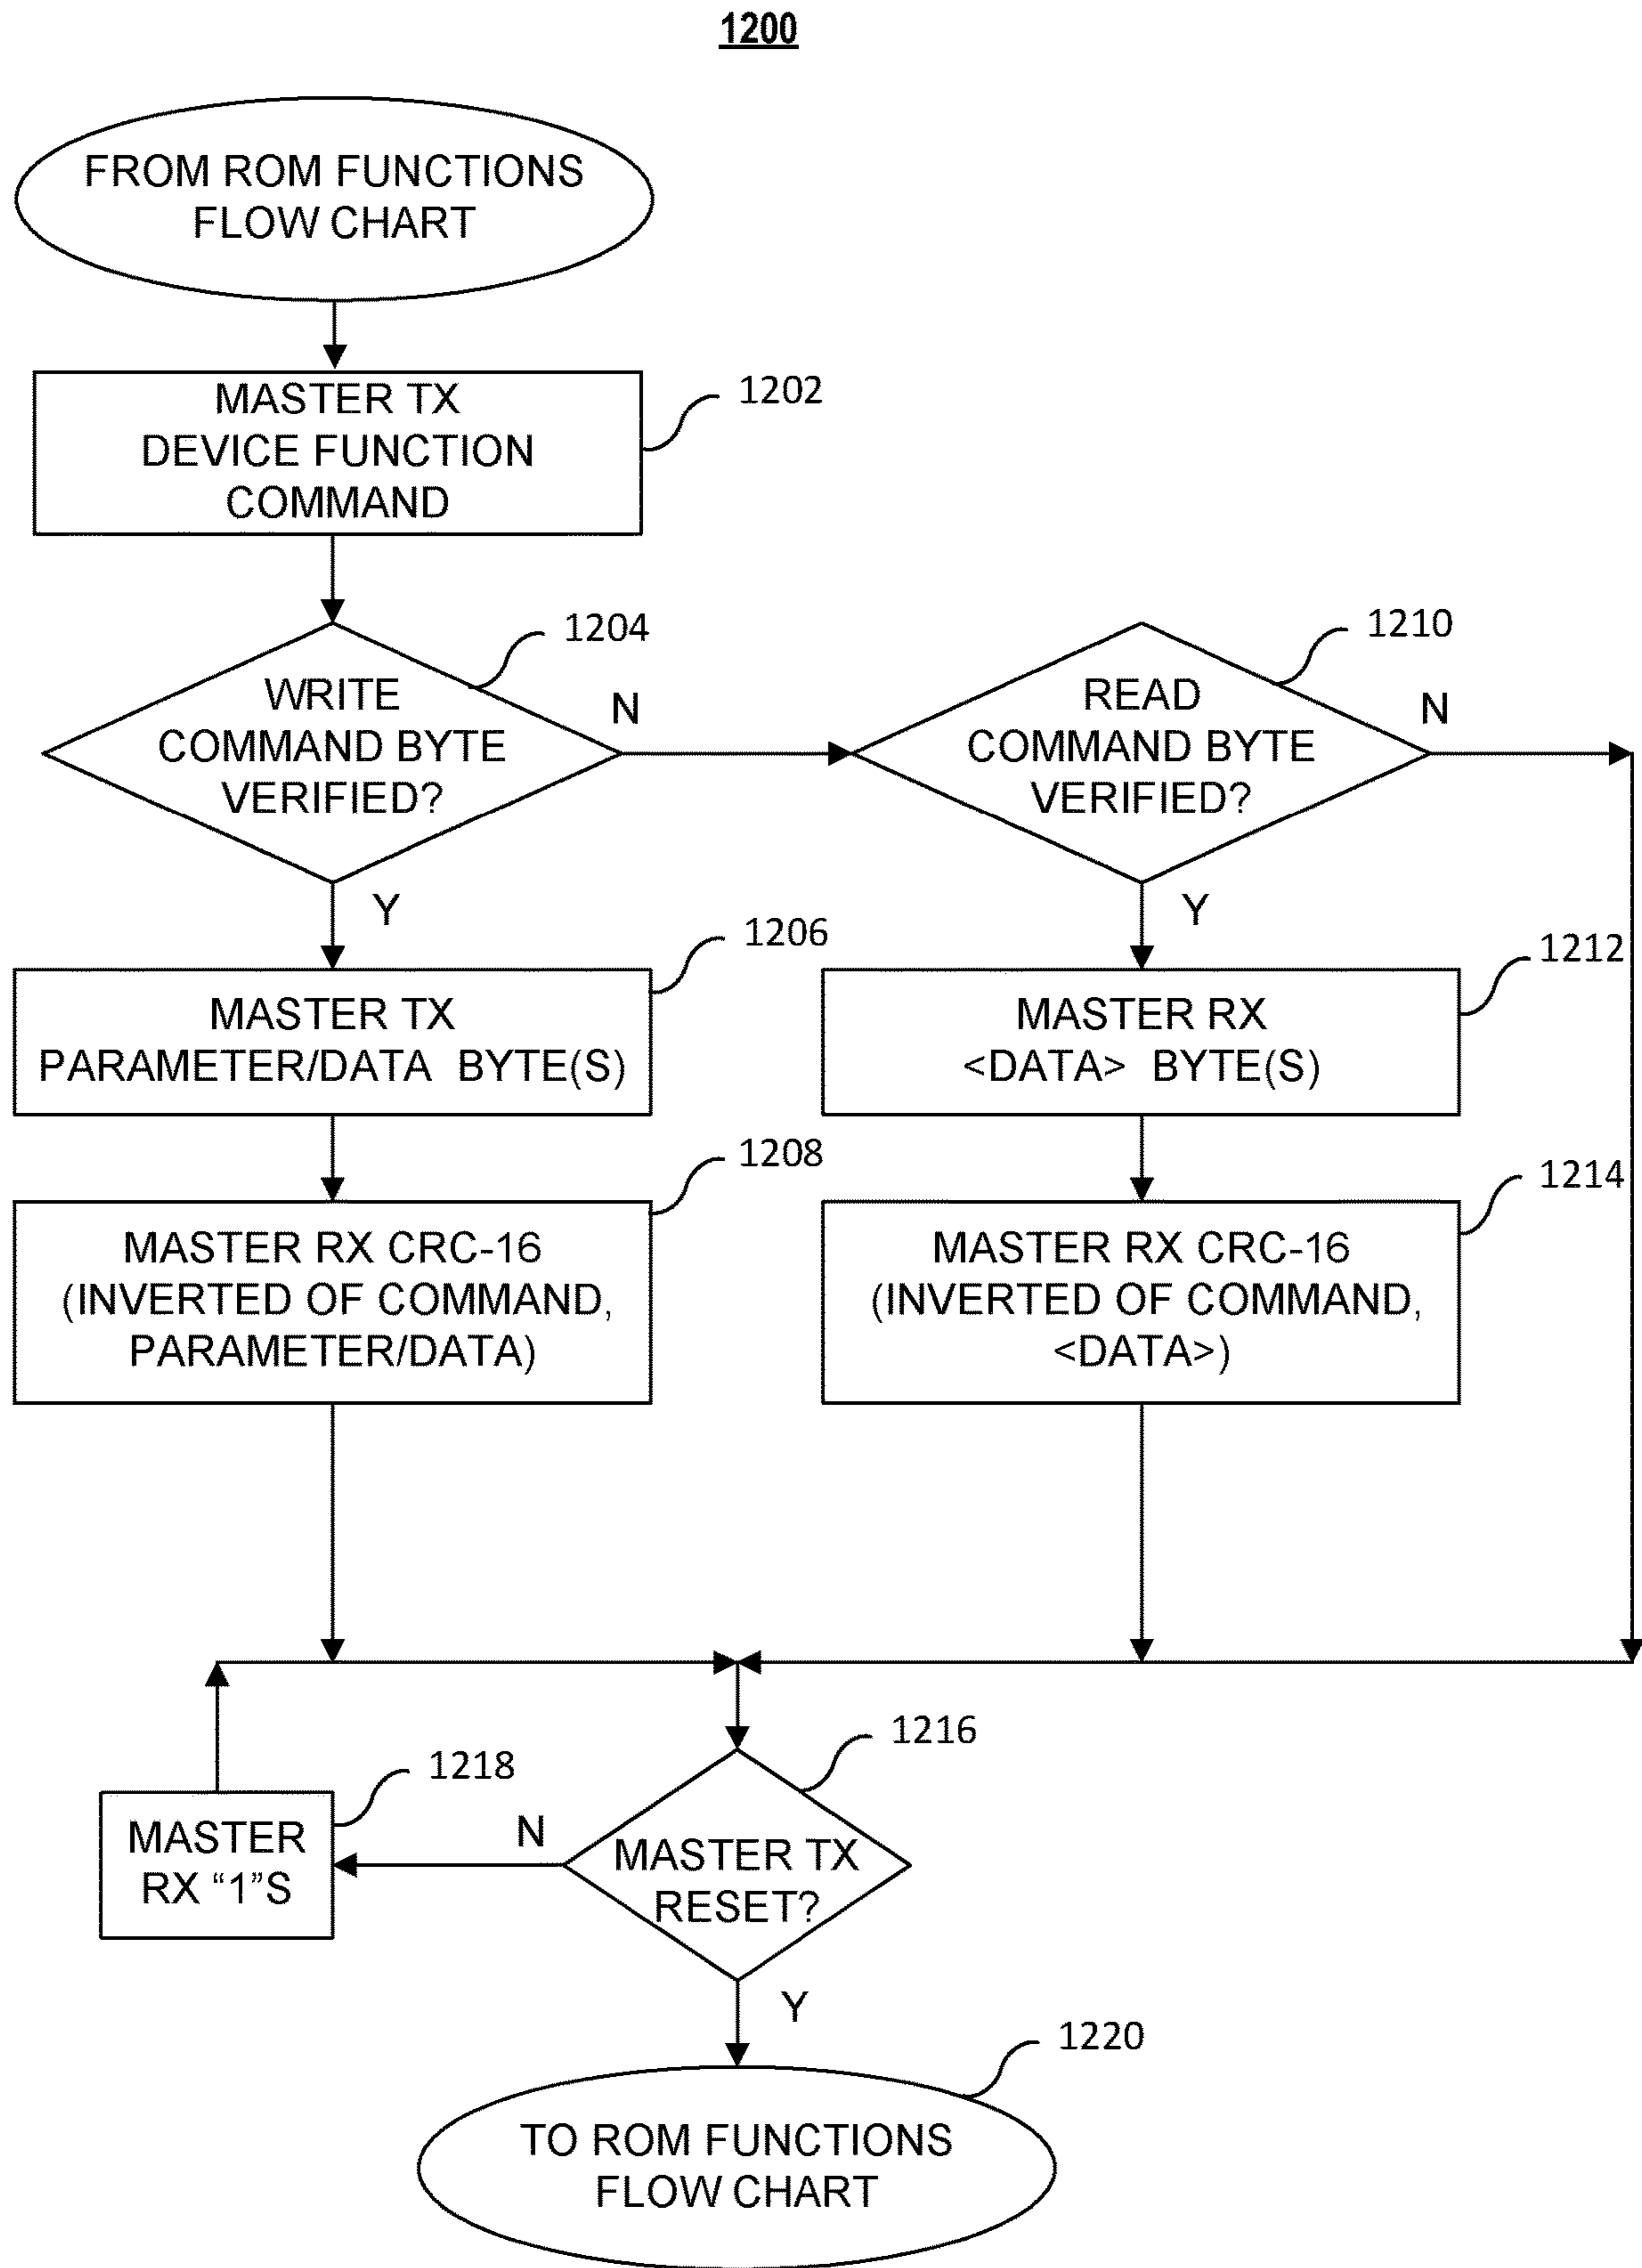 1200
FROM ROM FUNCTIONS
FLOW CHART
MASTER TX
DEVICE FUNCTION
COMMAND
1202
WRITE
COMMAND BYTE
VERIFIED?
1204
N
Y
READ
COMMAND BYTE
VERIFIED?
1210
N
Y
MASTER TX
PARAMETER/DATA BYTE(S)
1206
MASTER RX
<DATA> BYTE(S)
1212
MASTER RX CRC-16
(INVERTED OF COMMAND,
PARAMETER/DATA)
1208
MASTER RX CRC-16
(INVERTED OF COMMAND,
<DATA>)
1214
MASTER TX
RESET?
1216
N
Y
MASTER
RX “1”S
1218
TO ROM FUNCTIONS
FLOW CHART
1220